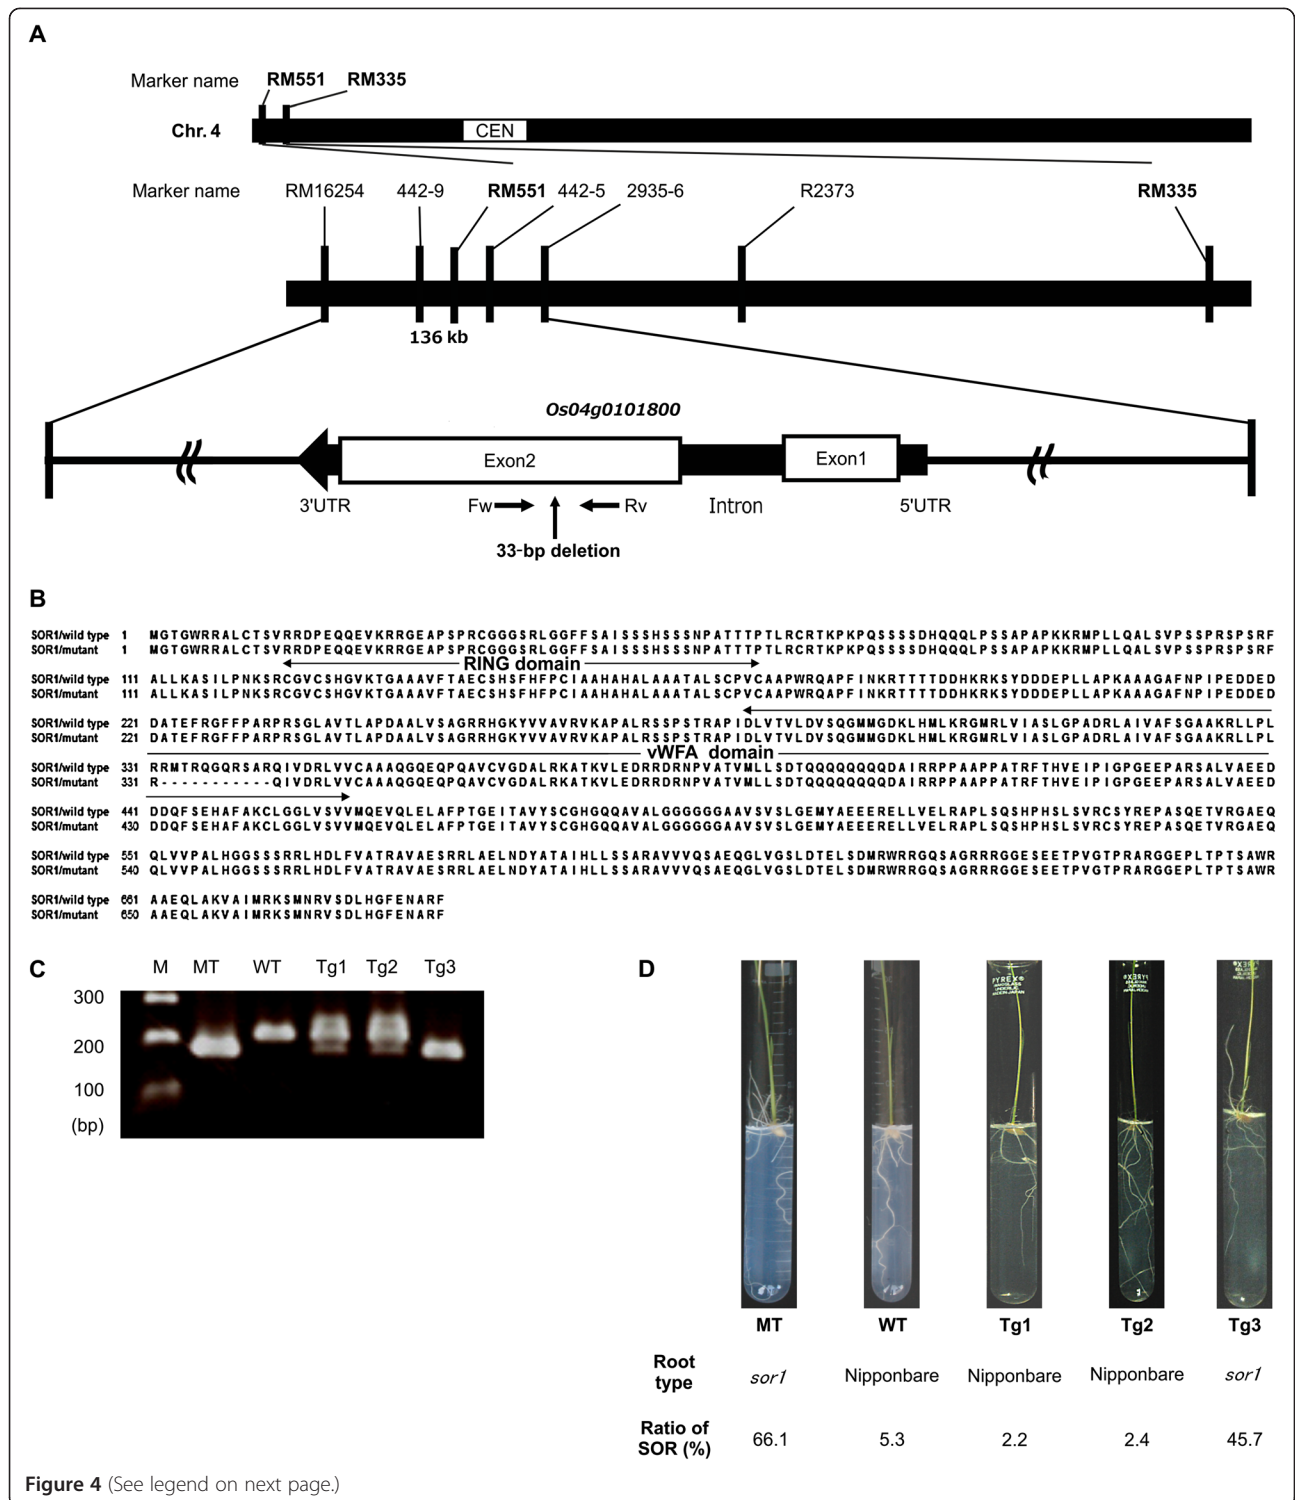 A
Marker name RM551 RM335
Chr. 4 CEN
Marker name RM16254 442-9 RM551 442-5 2935-6 R2373 RM335
136 kb
Os04g0101800
Exon2 Exon1
3'UTR Fw Rv Intron 5'UTR
33-bp deletion
B
SOR1/wild type 1 MGTGWRRALCTSVRRDPEQQEVKRRGEAPSPRCGGGSRLGGFFSAISSSHSSSNPATTTPTLRCRTKPKPQSSSSDHQQQLPSSAPAPKKRMPLLQALSVPSSPRSPSRF
SOR1/mutant 1 MGTGWRRALCTSVRRDPEQQEVKRRGEAPSPRCGGGSRLGGFFSAISSSHSSSNPATTTPTLRCRTKPKPQSSSSDHQQQLPSSAPAPKKRMPLLQALSVPSSPRSPSRF
RING domain
SOR1/wild type 111 ALLKASILPNKSRCGVCSHGVKTGAAAVFTAECSHSFHFPCIAAHAHALAAATALSCPVCAAPWRQAPFINKRTTTTDDHKRKSYDDDEPLLAPKAAAGAFNPIPEDDED
SOR1/mutant 111 ALLKASILPNKSRCGVCSHGVKTGAAAVFTAECSHSFHFPCIAAHAHALAAATALSCPVCAAPWRQAPFINKRTTTTDDHKRKSYDDDEPLLAPKAAAGAFNPIPEDDED
SOR1/wild type 221 DATEFRGFFPARPRSGLAVTLAPDAALVSAGRRHGKYVVAVRVKAPALRSSPSTRAPIDLVTVLDVSQGMMGDKLHMLKRGMRLVIASLGPADRLAIVAFSGAAKRLLPL
SOR1/mutant 221 DATEFRGFFPARPRSGLAVTLAPDAALVSAGRRHGKYVVAVRVKAPALRSSPSTRAPIDLVTVLDVSQGMMGDKLHMLKRGMRLVIASLGPADRLAIVAFSGAAKRLLPL
vWFA domain
SOR1/wild type 331 RRMTRQGQRSARQIVDRLVVCAAAQGQEQPQAVCVGDALRKATKVLEDRRDRNPVATVMLLSDTQQQQQQQQDAIRRPPAAPPATRFTHVEIPIGPGEEPARSALVAEED
SOR1/mutant 331 R-----------QIVDRLVVCAAAQGQEQPQAVCVGDALRKATKVLEDRRDRNPVATVMLLSDTQQQQQQQQDAIRRPPAAPPATRFTHVEIPIGPGEEPARSALVAEED
SOR1/wild type 441 DDQFSEHAFAKCLGGLVSVVMQEVQLELAFPTGEITAVYSCGHGQQAVALGGGGGGAAVSVSLGEMYAEEERELLVELRAPLSQSHPHSLSVRCSYREPASQETVRGAEQ
SOR1/mutant 430 DDQFSEHAFAKCLGGLVSVVMQEVQLELAFPTGEITAVYSCGHGQQAVALGGGGGGAAVSVSLGEMYAEEERELLVELRAPLSQSHPHSLSVRCSYREPASQETVRGAEQ
SOR1/wild type 551 QLVVPALHGGSSSRRLHDLFVATRAVAESRRLAELNDYATAIHLLSSARAVVVQSAEQGLVGSLDTELSDMRWRRGQSAGRRRGGESEETPVGTPRARGGEPLTPTSAWR
SOR1/mutant 540 QLVVPALHGGSSSRRLHDLFVATRAVAESRRLAELNDYATAIHLLSSARAVVVQSAEQGLVGSLDTELSDMRWRRGQSAGRRRGGESEETPVGTPRARGGEPLTPTSAWR
SOR1/wild type 661 AAEQLAKVAIMRKSMNRVSDLHGFENARF
SOR1/mutant 650 AAEQLAKVAIMRKSMNRVSDLHGFENARF
C
M MT WT Tg1 Tg2 Tg3
300
200
100
(bp)
D
PYREX®
MT WT Tg1 Tg2 Tg3
Root type sor1 Nipponbare Nipponbare Nipponbare sor1
Ratio of SOR (%) 66.1 5.3 2.2 2.4 45.7
Figure 4 (See legend on next page.)